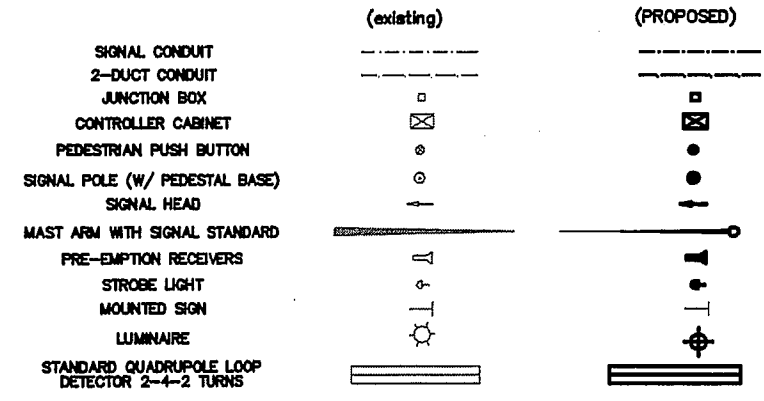 (existing) (PROPOSED)
SIGNAL CONDUIT
2-DUCT CONDUIT
JUNCTION BOX
CONTROLLER CABINET
PEDESTRIAN PUSH BUTTON
SIGNAL POLE (W/ PEDESTAL BASE)
SIGNAL HEAD
MAST ARM WITH SIGNAL STANDARD
PRE-EMPTION RECEIVERS
STROBE LIGHT
MOUNTED SIGN
LUMINAIRE
STANDARD QUADRUPOLE LOOP
DETECTOR 2-4-2 TURNS